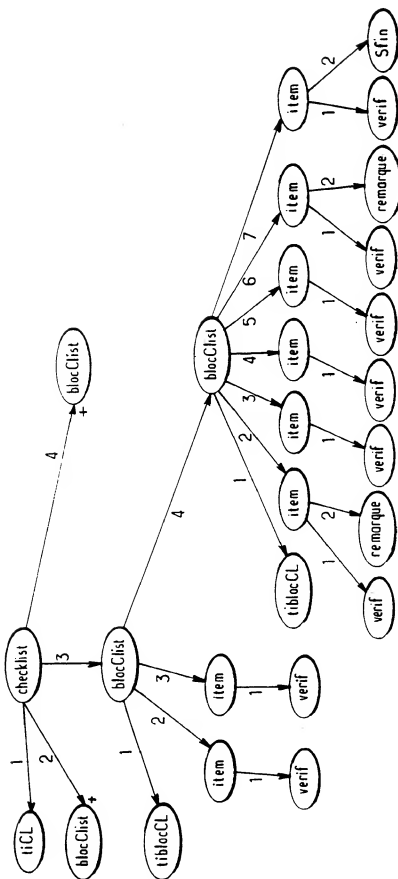 checklist
1
2
3
4
tiCL
blocClist
+
blocClist
blocClist
+
1
2
3
4
tiblocCL
item
item
blocClist
1
1
verif
verif
1
2
3
4
5
6
7
tiblocCL
item
item
item
item
item
item
1
2
1
1
1
1
2
1
2
verif
remarque
verif
verif
verif
verif
remarque
verif
Sfin